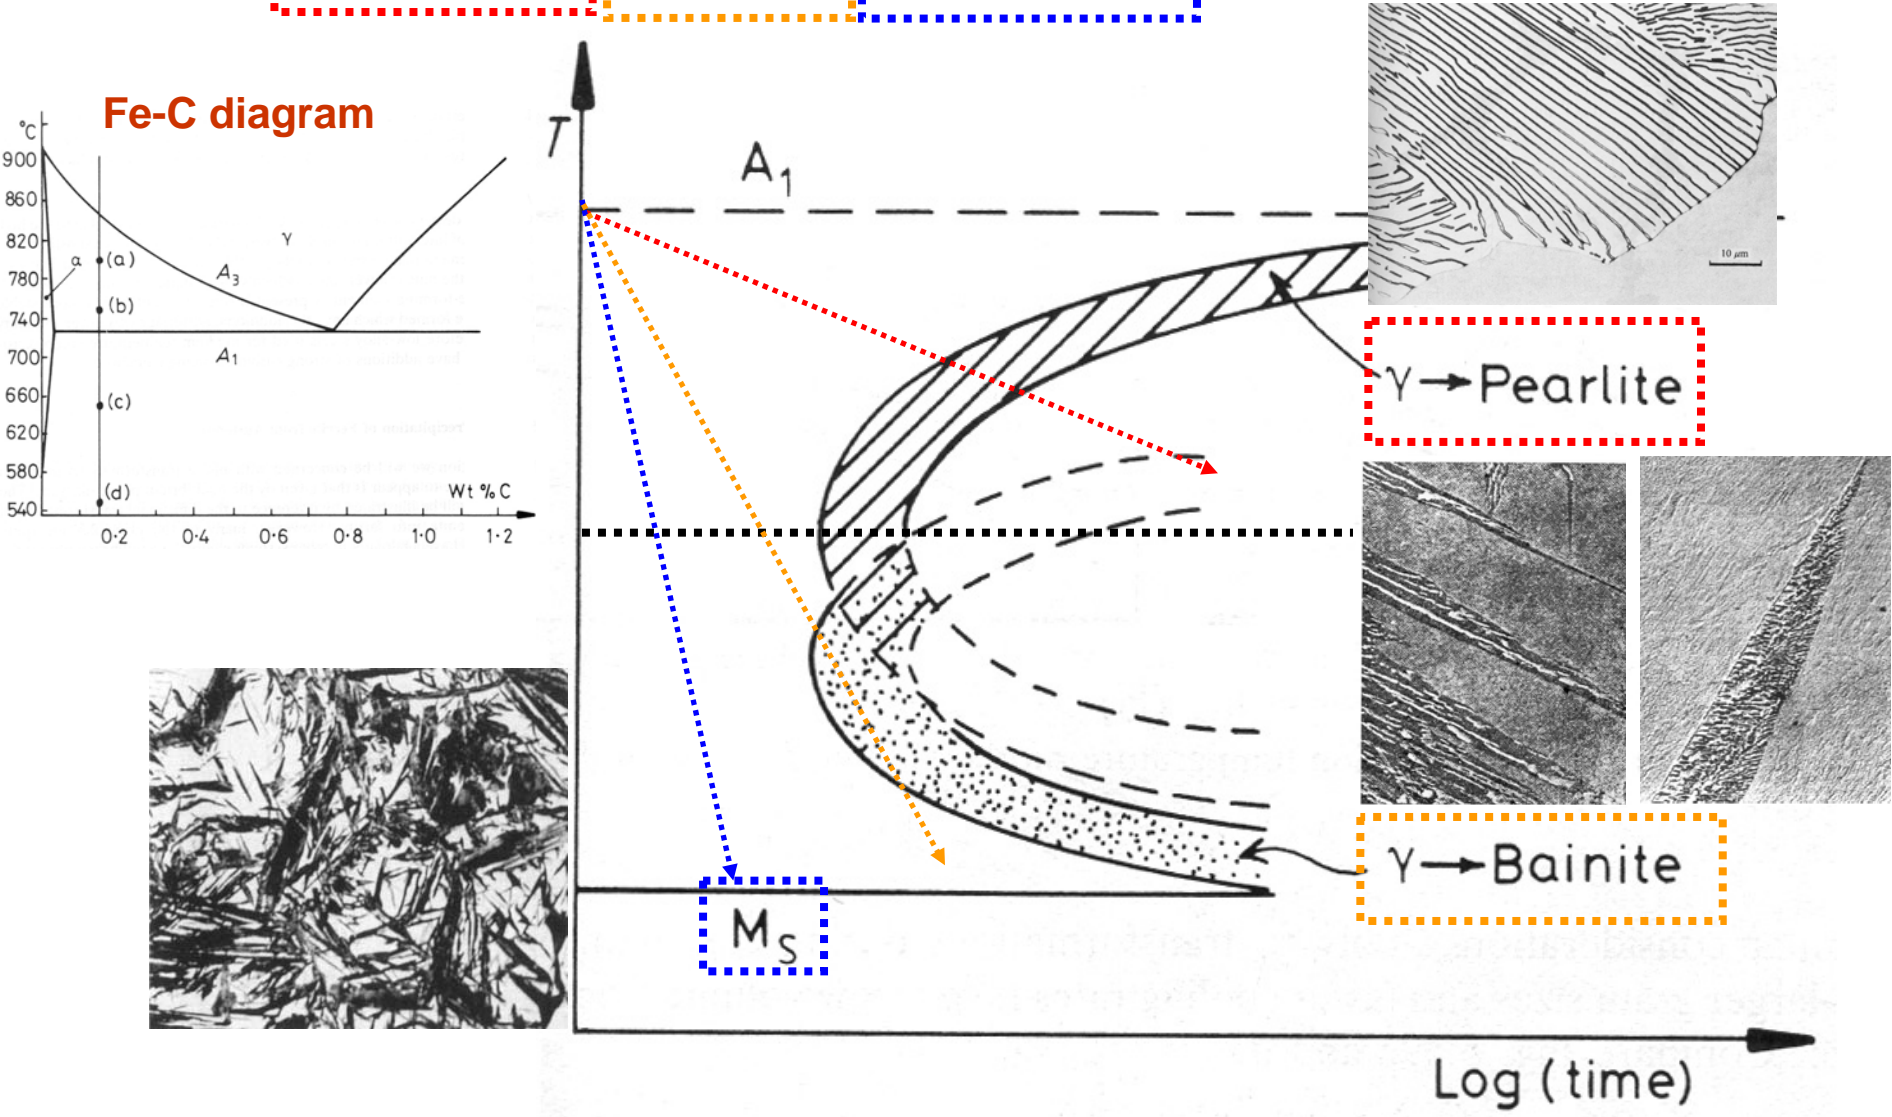 Fe-C diagram
°C
900
860
820
780
740
700
660
620
580
540
α
γ
A3
A1
(a)
(b)
(c)
(d)
Wt % C
0·2
0·4
0·6
0·8
1·0
1·2
T
A1
10 μm
γ → Pearlite
γ → Bainite
MS
Log (time)